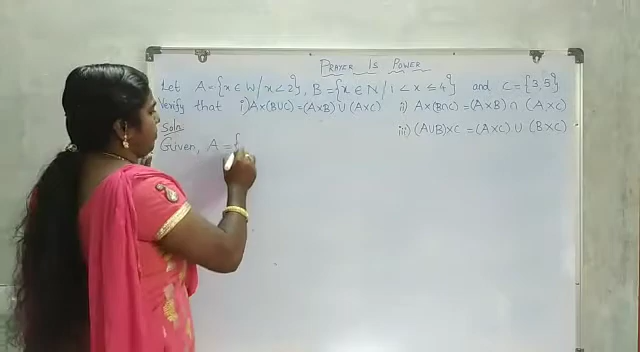 PRAYER IS POWER
Let A={x ∈ W/x<2}, B={x ∈ N/1<x≤4} and C={3,5}
Verify that i) A×(B∪C)=(A×B)∪(A×C) ii) A×(B∩C)=(A×B)∩(A×C)
Soln iii) (A∪B)×C=(A×C)∪(B×C)
Given, A={